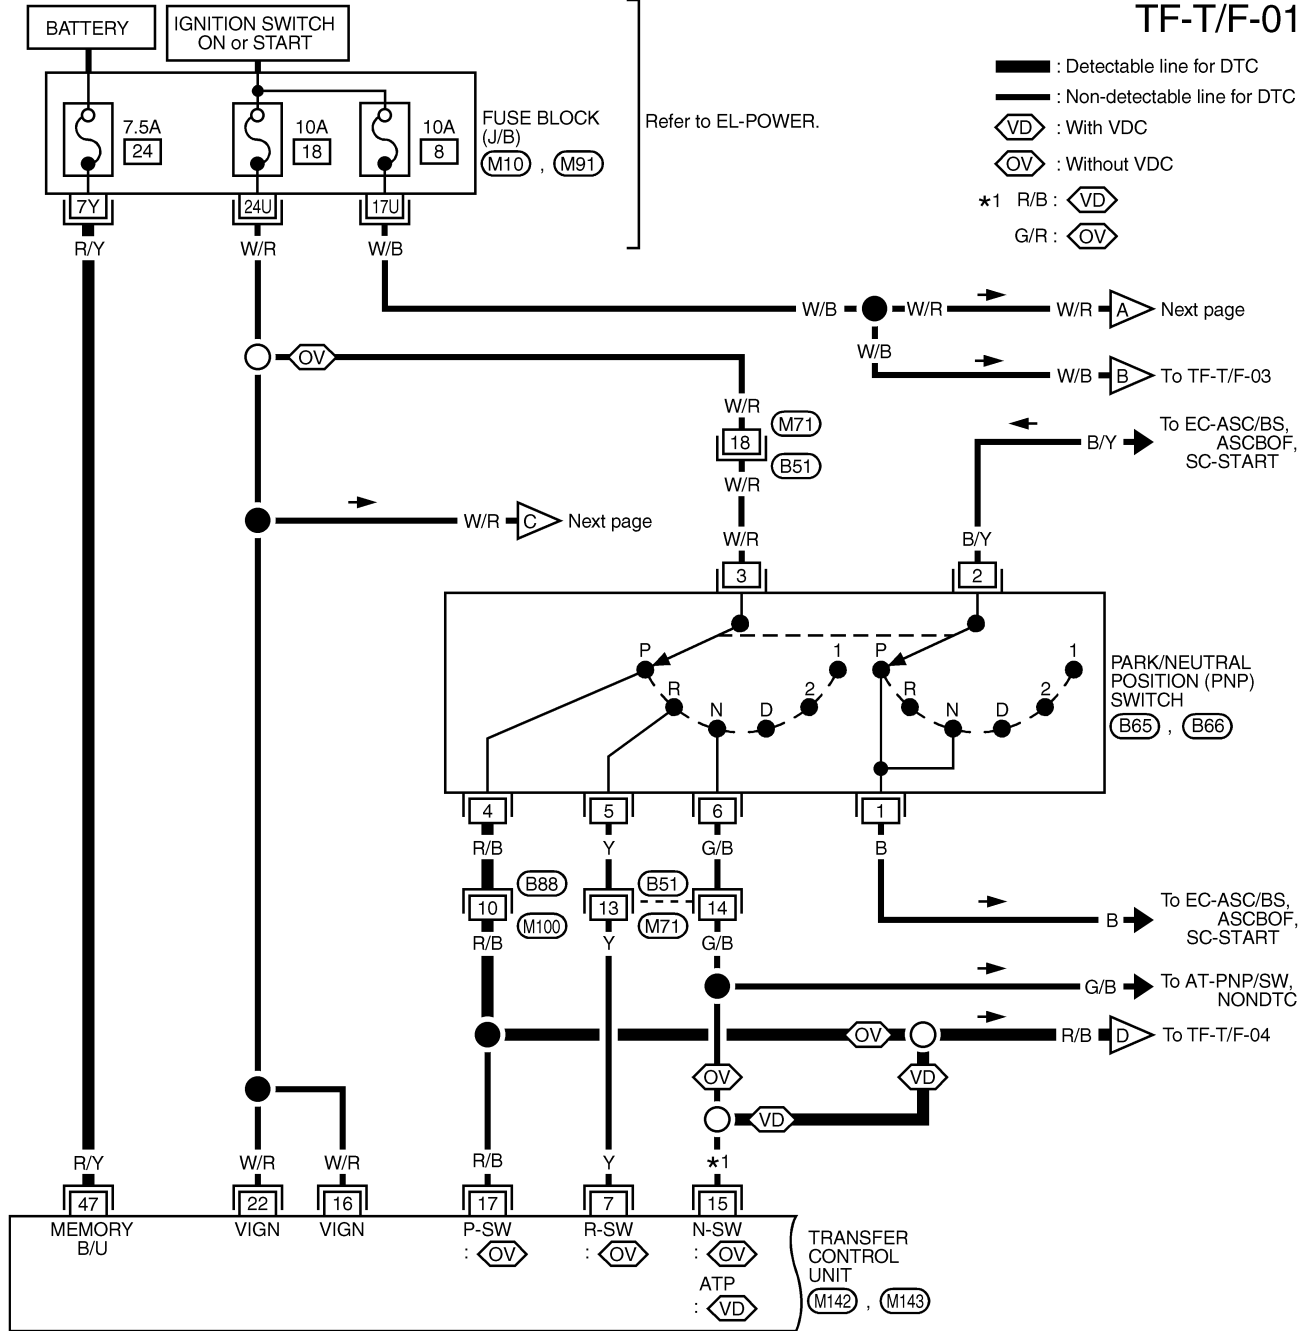 TF-T/F-01
BATTERY
IGNITION SWITCH
ON or START
: Detectable line for DTC
: Non-detectable line for DTC
VD : With VDC
OV : Without VDC
*1 R/B : VD
G/R : OV
7.5A
24
10A
18
10A
8
FUSE BLOCK
(J/B)
M10 , M91
Refer to EL-POWER.
7Y
24U
17U
R/Y
W/R
W/B
W/B
W/R
W/R
A
Next page
W/B
W/B
B
To TF-T/F-03
OV
W/R
M71
18
B51
W/R
W/R
B/Y
To EC-ASC/BS,
ASCBOF,
SC-START
W/R
C
Next page
B/Y
3
2
P
R
N
D
2
1
P
R
N
D
2
1
PARK/NEUTRAL
POSITION (PNP)
SWITCH
B65 , B66
4
5
6
1
R/B
Y
G/B
B
B88
B51
10
13
14
M100
M71
R/B
Y
G/B
B
To EC-ASC/BS,
ASCBOF,
SC-START
G/B
To AT-PNP/SW,
NONDTC
OV
R/B
D
To TF-T/F-04
OV
VD
VD
R/Y
W/R
W/R
R/B
Y
*1
47
22
16
17
7
15
MEMORY
B/U
VIGN
VIGN
P-SW
: OV
R-SW
: OV
N-SW
: OV
ATP
: VD
TRANSFER
CONTROL
UNIT
M142 , M143